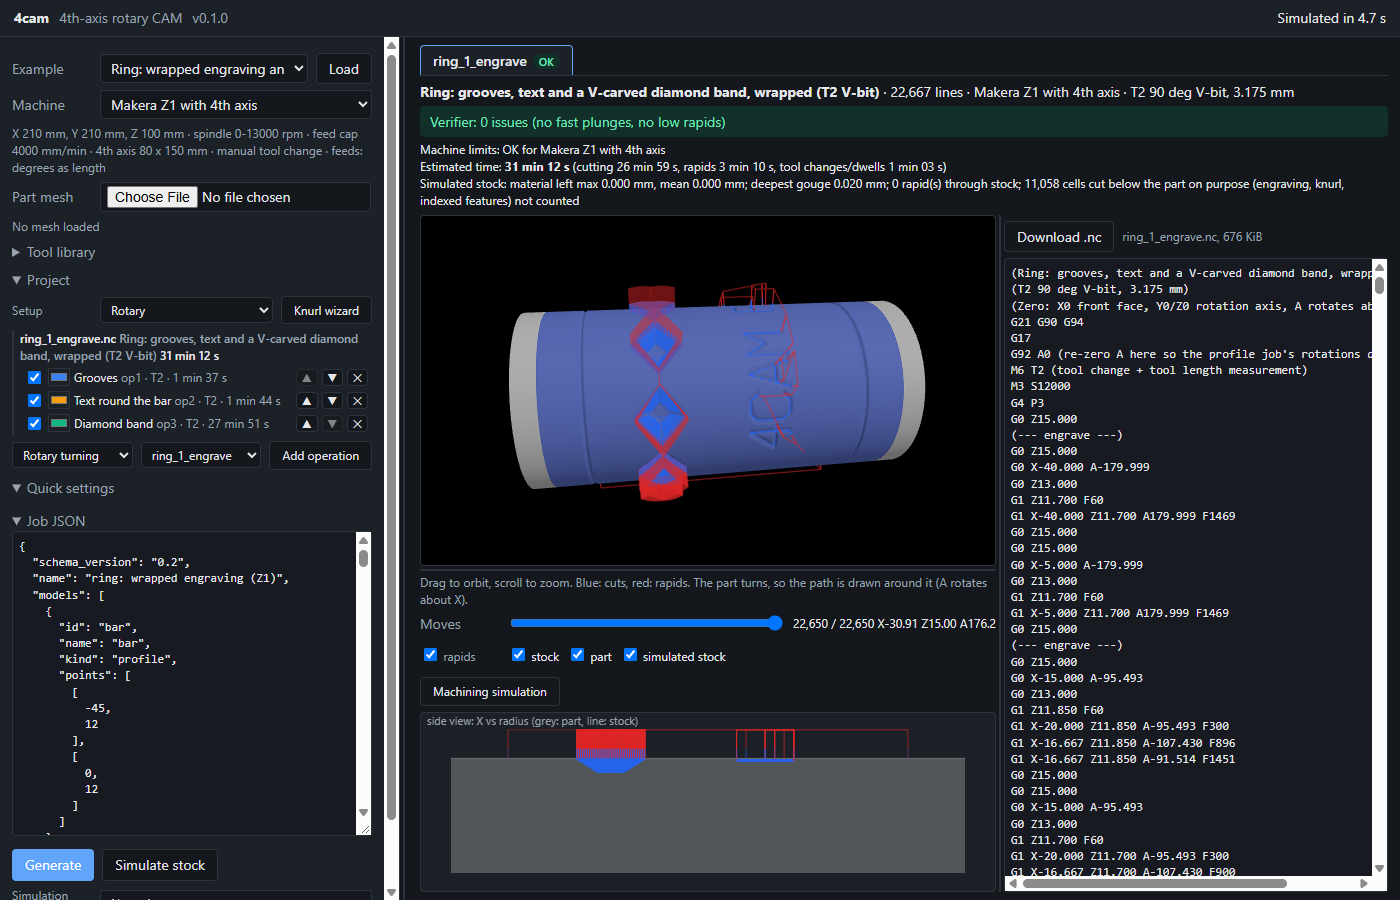 4cam 4th-axis rotary CAM v0.1.0
Simulated in 4.7 s
Example
Ring: wrapped engraving an
Load
Machine
Makera Z1 with 4th axis
X 210 mm, Y 210 mm, Z 100 mm · spindle 0-13000 rpm · feed cap
4000 mm/min · 4th axis 80 x 150 mm · manual tool change · feeds:
degrees as length
Part mesh
Choose File No file chosen
No mesh loaded
Tool library
Project
Setup
Rotary
Knurl wizard
ring_1_engrave.nc Ring: grooves, text and a V-carved diamond
band, wrapped (T2 V-bit) 31 min 12 s
Grooves op1 · T2 · 1 min 37 s
Text round the bar op2 · T2 · 1 min 44 s
Diamond band op3 · T2 · 27 min 51 s
Rotary turning
ring_1_engrave
Add operation
Quick settings
Job JSON
{
"schema_version": "0.2",
"name": "ring: wrapped engraving (Z1)",
"models": [
{
"id": "bar",
"name": "bar",
"kind": "profile",
"points": [
[
-45,
12
],
[
0,
12
]
]
Generate
Simulate stock
Simulation
ring_1_engrave OK
Ring: grooves, text and a V-carved diamond band, wrapped (T2 V-bit) · 22,667 lines · Makera Z1 with 4th axis · T2 90 deg V-bit, 3.175 mm
Verifier: 0 issues (no fast plunges, no low rapids)
Machine limits: OK for Makera Z1 with 4th axis
Estimated time: 31 min 12 s (cutting 26 min 59 s, rapids 3 min 10 s, tool changes/dwells 1 min 03 s)
Simulated stock: material left max 0.000 mm, mean 0.000 mm; deepest gouge 0.020 mm; 0 rapid(s) through stock; 11,058 cells cut below the part on purpose (engraving, knurl,
indexed features) not counted
4CAM
Drag to orbit, scroll to zoom. Blue: cuts, red: rapids. The part turns, so the path is drawn around it (A rotates
about X).
Moves
22,650 / 22,650 X-30.91 Z15.00 A176.2
rapids
stock
part
simulated stock
Machining simulation
side view: X vs radius (grey: part, line: stock)
Download .nc
ring_1_engrave.nc, 676 KiB
(Ring: grooves, text and a V-carved diamond band, wrapp
(T2 90 deg V-bit, 3.175 mm)
(Zero: X0 front face, Y0/Z0 rotation axis, A rotates ab
G21 G90 G94
G17
G92 A0 (re-zero A here so the profile job's rotations d
M6 T2 (tool change + tool length measurement)
M3 S12000
G4 P3
G0 Z15.000
(--- engrave ---)
G0 Z15.000
G0 X-40.000 A-179.999
G0 Z13.000
G1 Z11.700 F60
G1 X-40.000 Z11.700 A179.999 F1469
G0 Z15.000
G0 Z15.000
G0 X-5.000 A-179.999
G0 Z13.000
G1 Z11.700 F60
G1 X-5.000 Z11.700 A179.999 F1469
G0 Z15.000
(--- engrave ---)
G0 Z15.000
G0 X-15.000 A-95.493
G0 Z13.000
G1 Z11.850 F60
G1 X-20.000 Z11.850 A-95.493 F300
G1 X-16.667 Z11.850 A-107.430 F896
G1 X-16.667 Z11.850 A-91.514 F1451
G0 Z15.000
G0 Z15.000
G0 X-15.000 A-95.493
G0 Z13.000
G1 Z11.700 F60
G1 X-20.000 Z11.700 A-95.493 F300
G1 X-16.667 Z11.700 A-107.430 F900